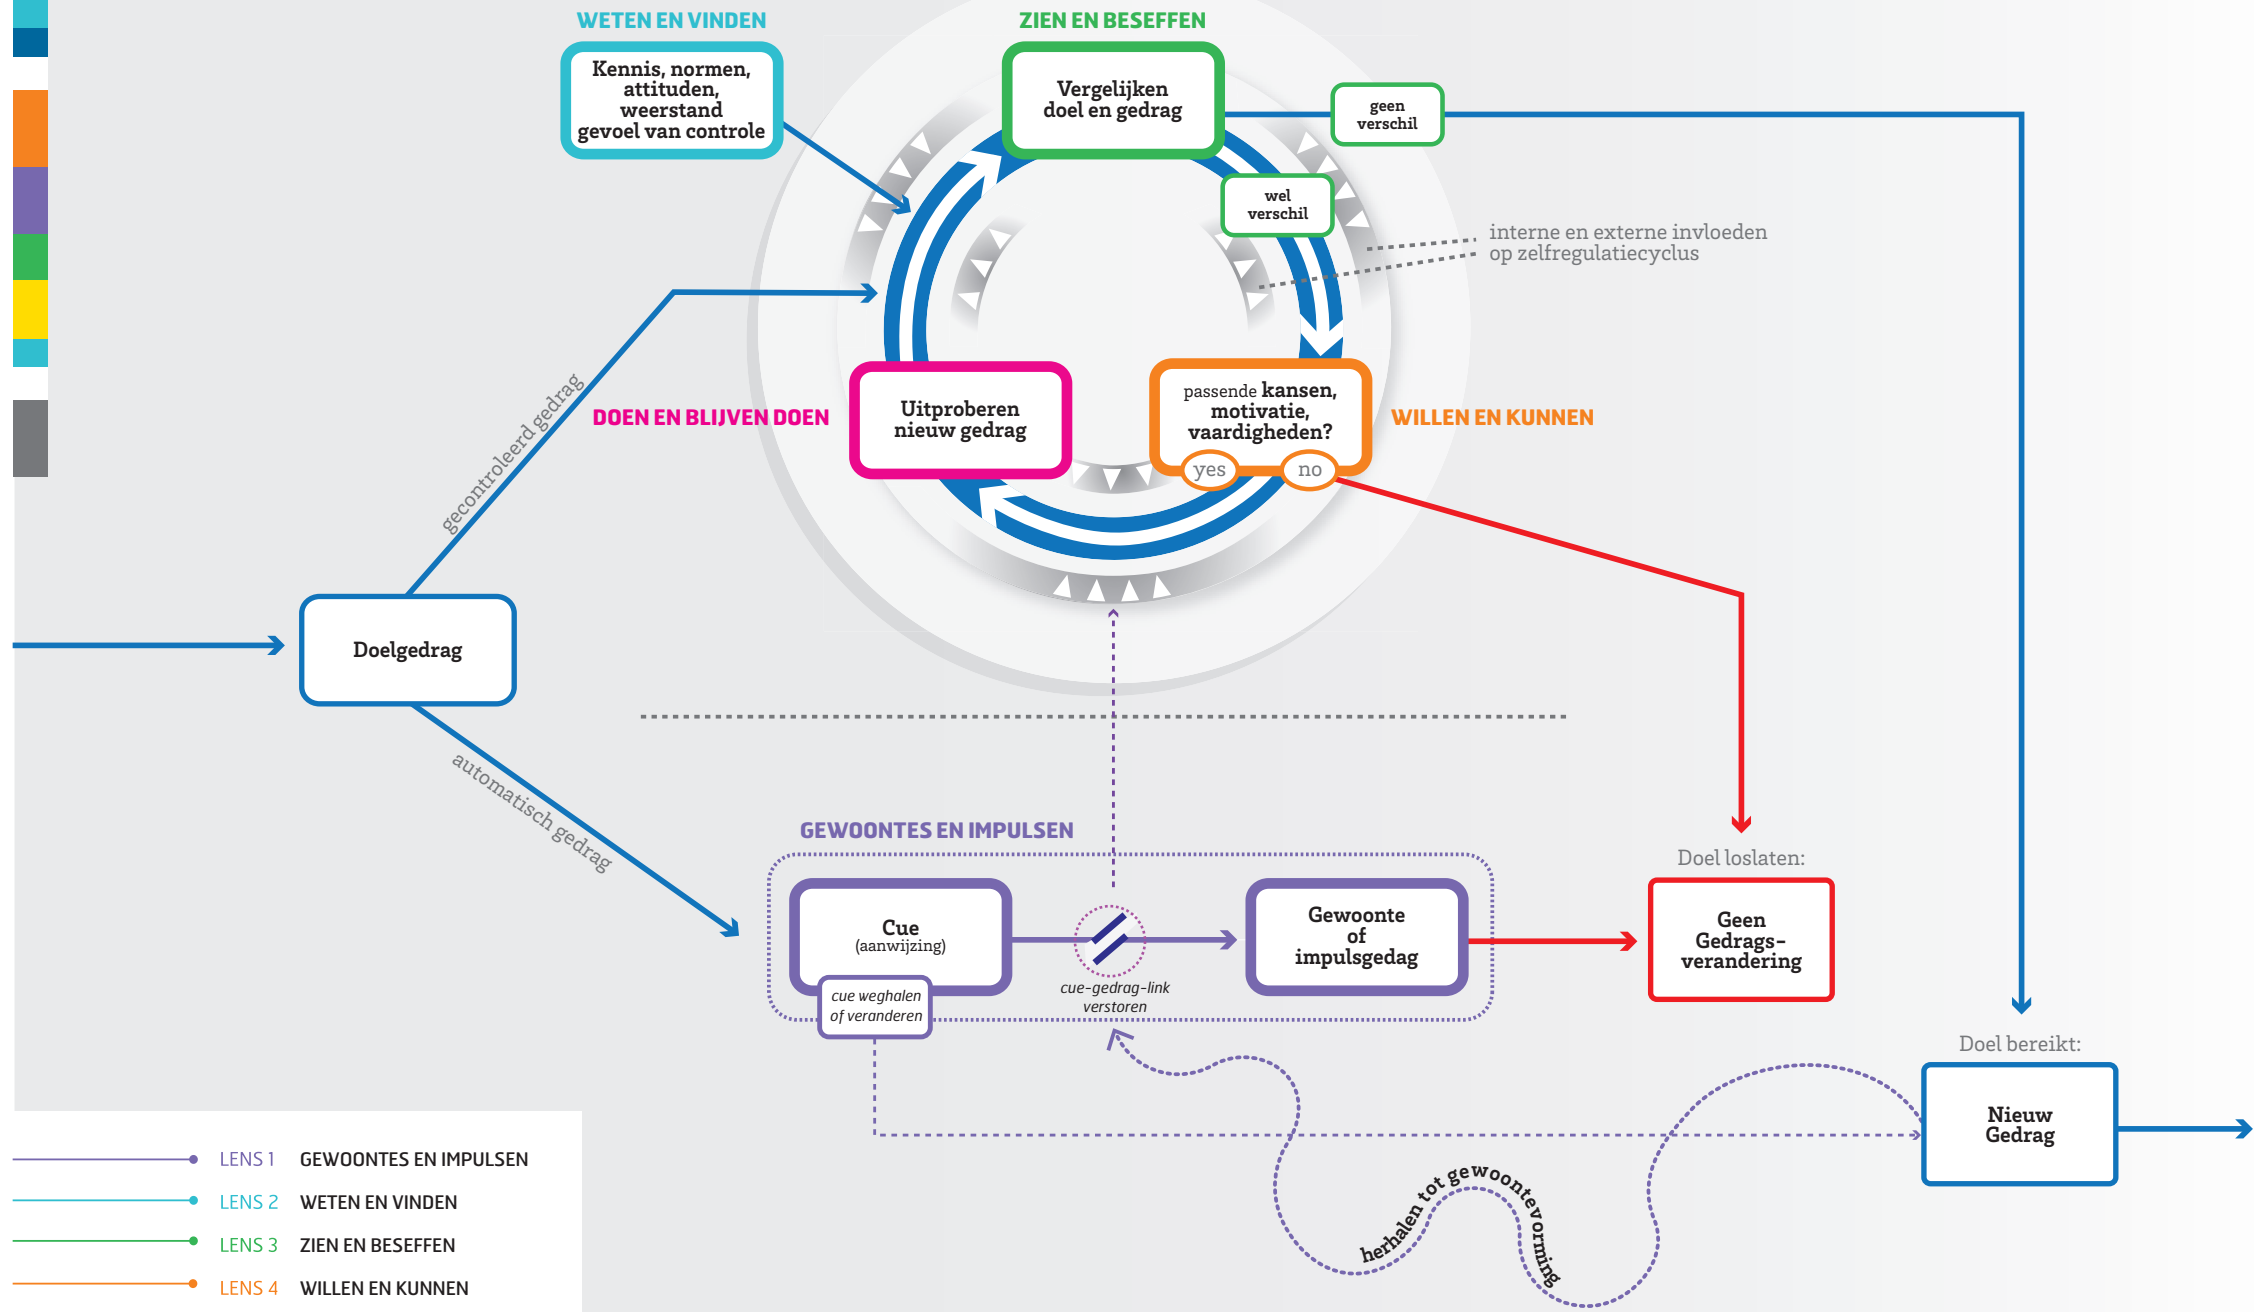 WETEN EN VINDEN
Kennis, normen,
attituden,
weerstand
gevoel van controle
ZIEN EN BESEFFEN
Vergelijken
doel en gedrag
geen
verschil
wel
verschil
interne en externe invloeden
op zelfregulatiecyclus
gecontroleerd gedrag
DOEN EN BLIJVEN DOEN
Uitproberen
nieuw gedrag
passende kansen,
motivatie,
vaardigheden?
yes
no
WILLEN EN KUNNEN
Doelgedrag
automatisch gedrag
GEWOONTES EN IMPULSEN
Cue
(aanwijzing)
cue weghalen
of veranderen
cue-gedrag-link
verstoren
Gewoonte
of
impulsgedag
Doel loslaten:
Geen
Gedrags-
verandering
Doel bereikt:
Nieuw
Gedrag
herhalen tot gewoontevorming
LENS 1 GEWOONTES EN IMPULSEN
LENS 2 WETEN EN VINDEN
LENS 3 ZIEN EN BESEFFEN
LENS 4 WILLEN EN KUNNEN